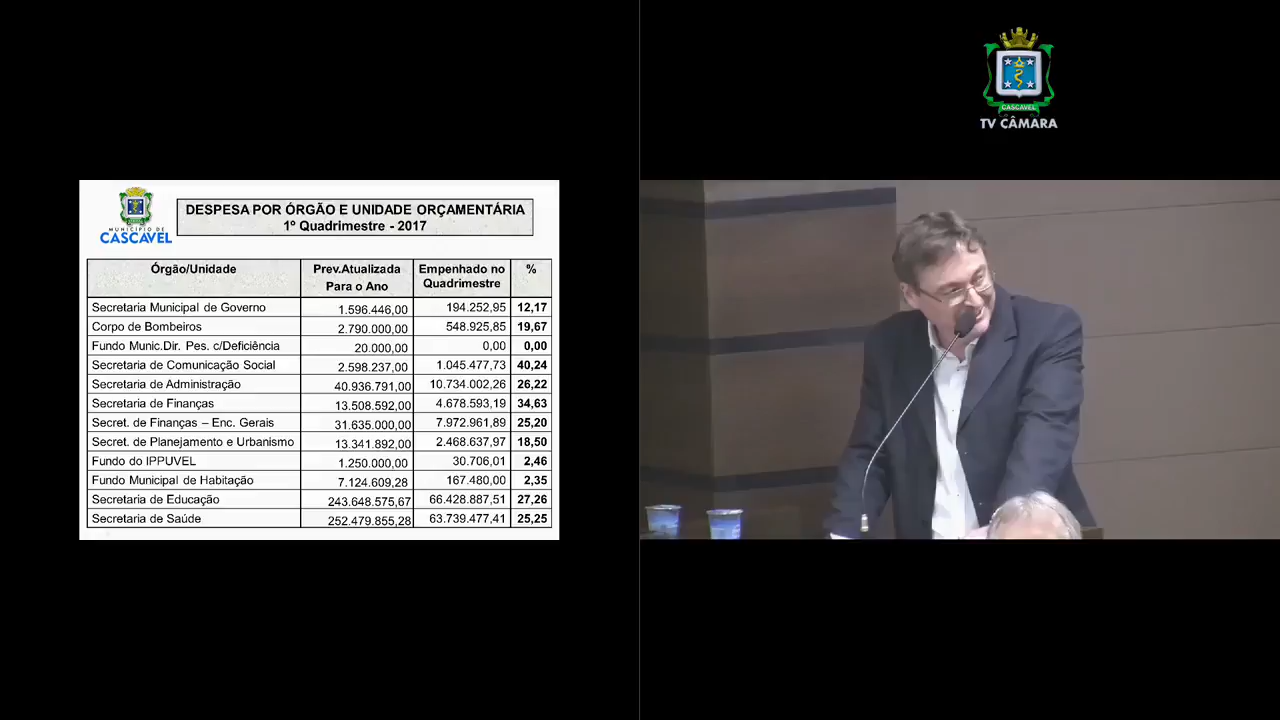 CASCAVEL
TV CÂMARA
MUNICÍPIO DE
CASCAVEL
DESPESA POR ÓRGÃO E UNIDADE ORÇAMENTÁRIA
1º Quadrimestre - 2017
Órgão/Unidade Prev.Atualizada Para o Ano Empenhado no Quadrimestre %
Secretaria Municipal de Governo 1.596.446,00 194.252,95 12,17
Corpo de Bombeiros 2.790.000,00 548.925,85 19,67
Fundo Munic.Dir. Pes. c/Deficiência 20.000,00 0,00 0,00
Secretaria de Comunicação Social 2.598.237,00 1.045.477,73 40,24
Secretaria de Administração 40.936.791,00 10.734.002,26 26,22
Secretaria de Finanças 13.508.592,00 4.678.593,19 34,63
Secret. de Finanças – Enc. Gerais 31.635.000,00 7.972.961,89 25,20
Secret. de Planejamento e Urbanismo 13.341.892,00 2.468.637,97 18,50
Fundo do IPPUVEL 1.250.000,00 30.706,01 2,46
Fundo Municipal de Habitação 7.124.609,28 167.480,00 2,35
Secretaria de Educação 243.648.575,67 66.428.887,51 27,26
Secretaria de Saúde 252.479.855,28 63.739.477,41 25,25